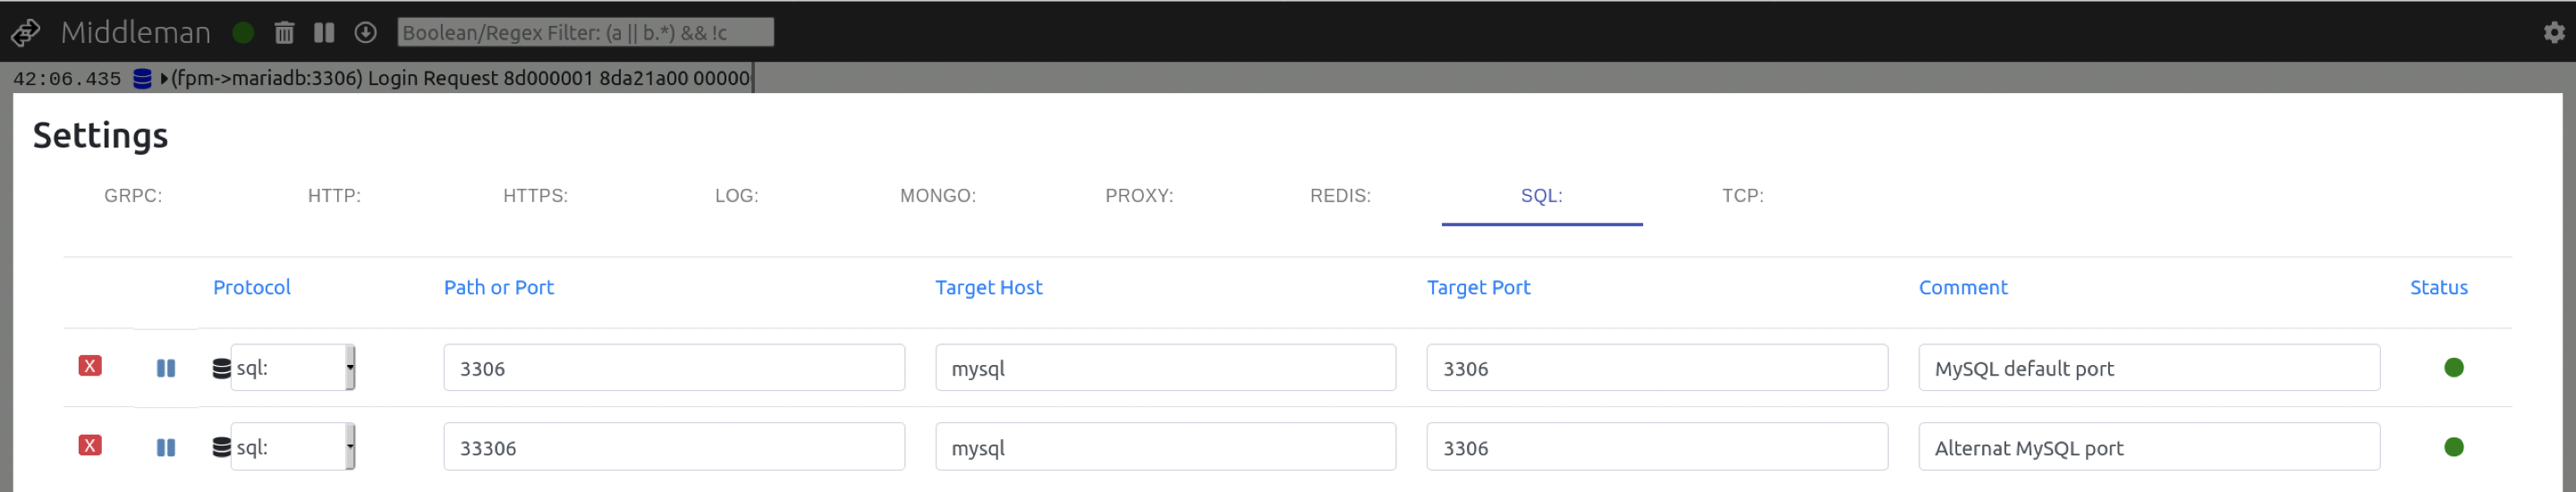 Middleman Boolean/Regex Filter: (a || b.*) && !c
42:06.435 (fpm->mariadb:3306) Login Request 8d000001 8da21a00 00000
Settings
GRPC: HTTP: HTTPS: LOG: MONGO: PROXY: REDIS: SQL: TCP:
Protocol Path or Port Target Host Target Port Comment Status
X sql: 3306 mysql 3306 MySQL default port
X sql: 33306 mysql 3306 Alternat MySQL port